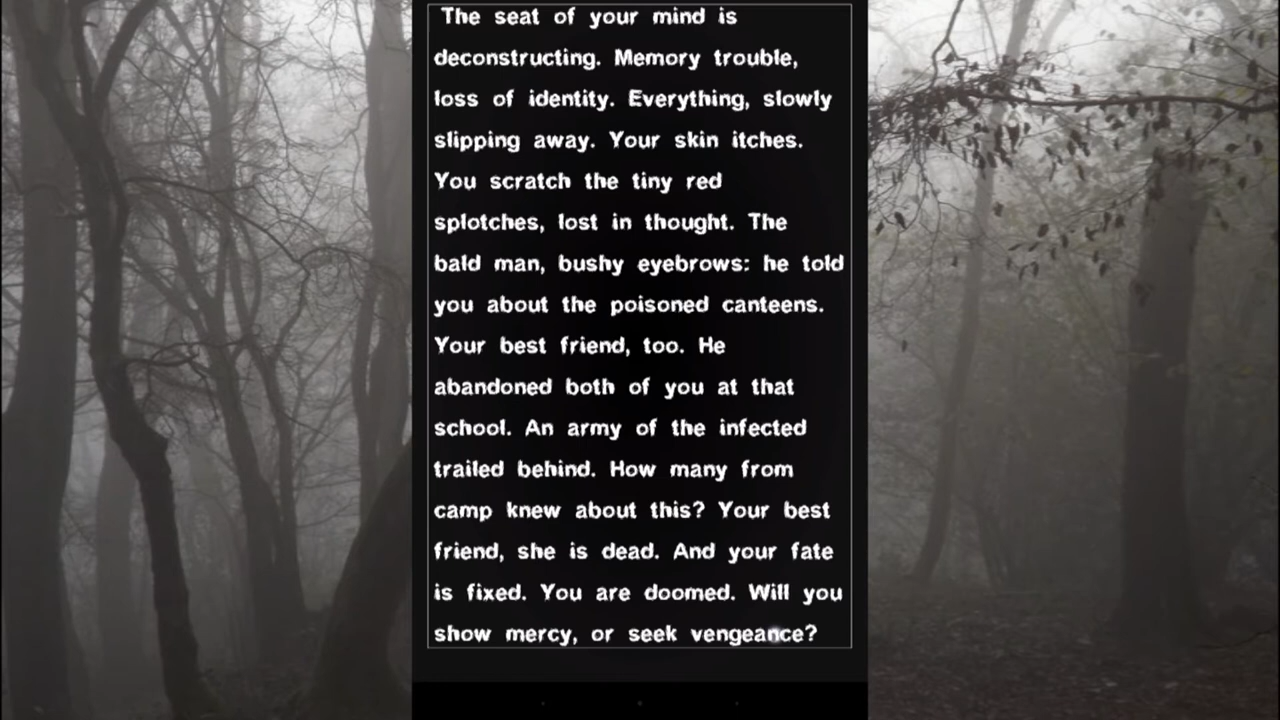 The seat of your mind is
deconstructing. Memory trouble,
loss of identity. Everything, slowly
slipping away. Your skin itches.
You scratch the tiny red
splotches, lost in thought. The
bald man, bushy eyebrows: he told
you about the poisoned canteens.
Your best friend, too. He
abandoned both of you at that
school. An army of the infected
trailed behind. How many from
camp knew about this? Your best
friend, she is dead. And your fate
is fixed. You are doomed. Will you
show mercy, or seek vengeance?